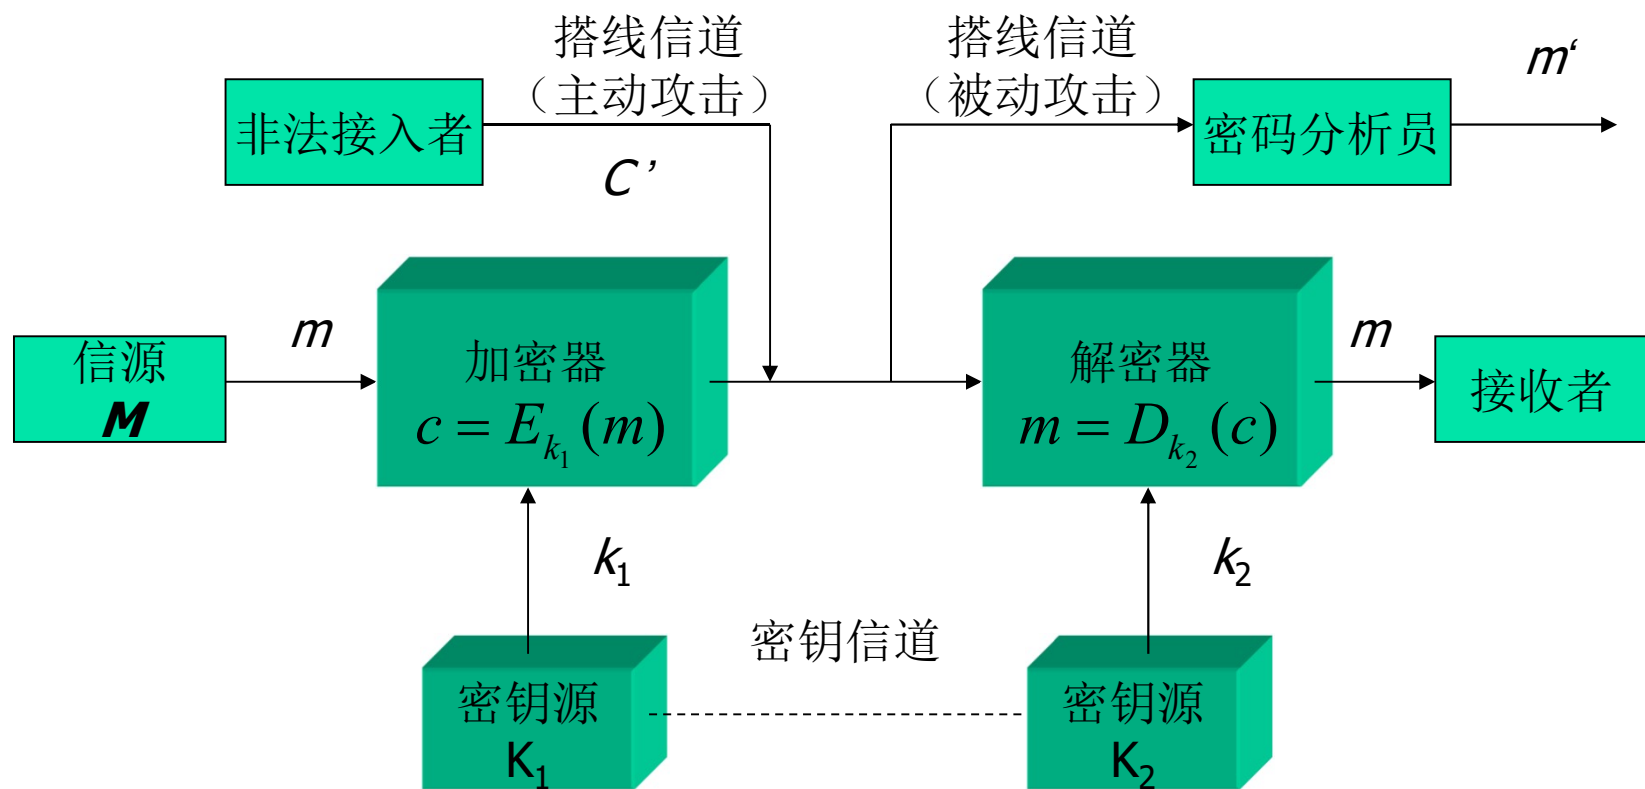 搭线信道
（主动攻击）
搭线信道
（被动攻击）
m‘
非法接入者
密码分析员
C’
信源
M
m
加密器
c = E_{k_1}(m)
解密器
m = D_{k_2}(c)
m
接收者
k₁
k₂
密钥信道
密钥源
K₁
密钥源
K₂